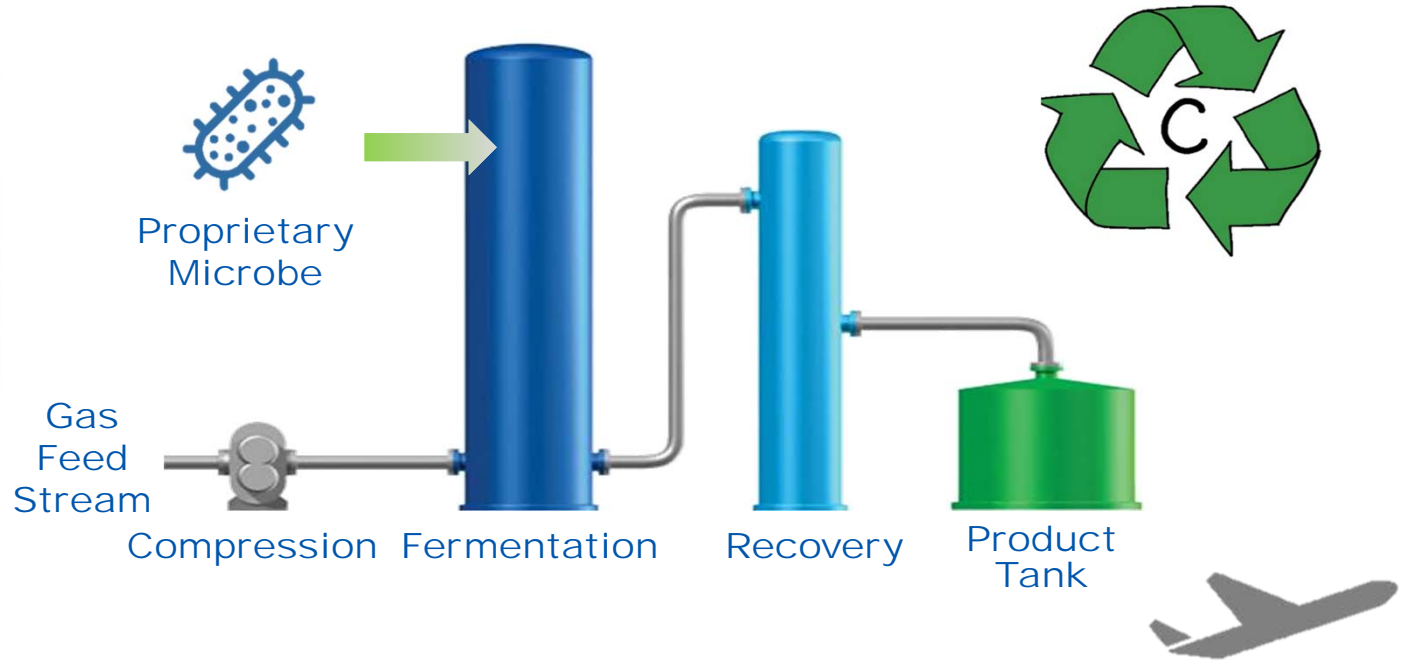 C
Proprietary
Microbe
Gas
Feed
Stream
Compression
Fermentation
Recovery
Product
Tank